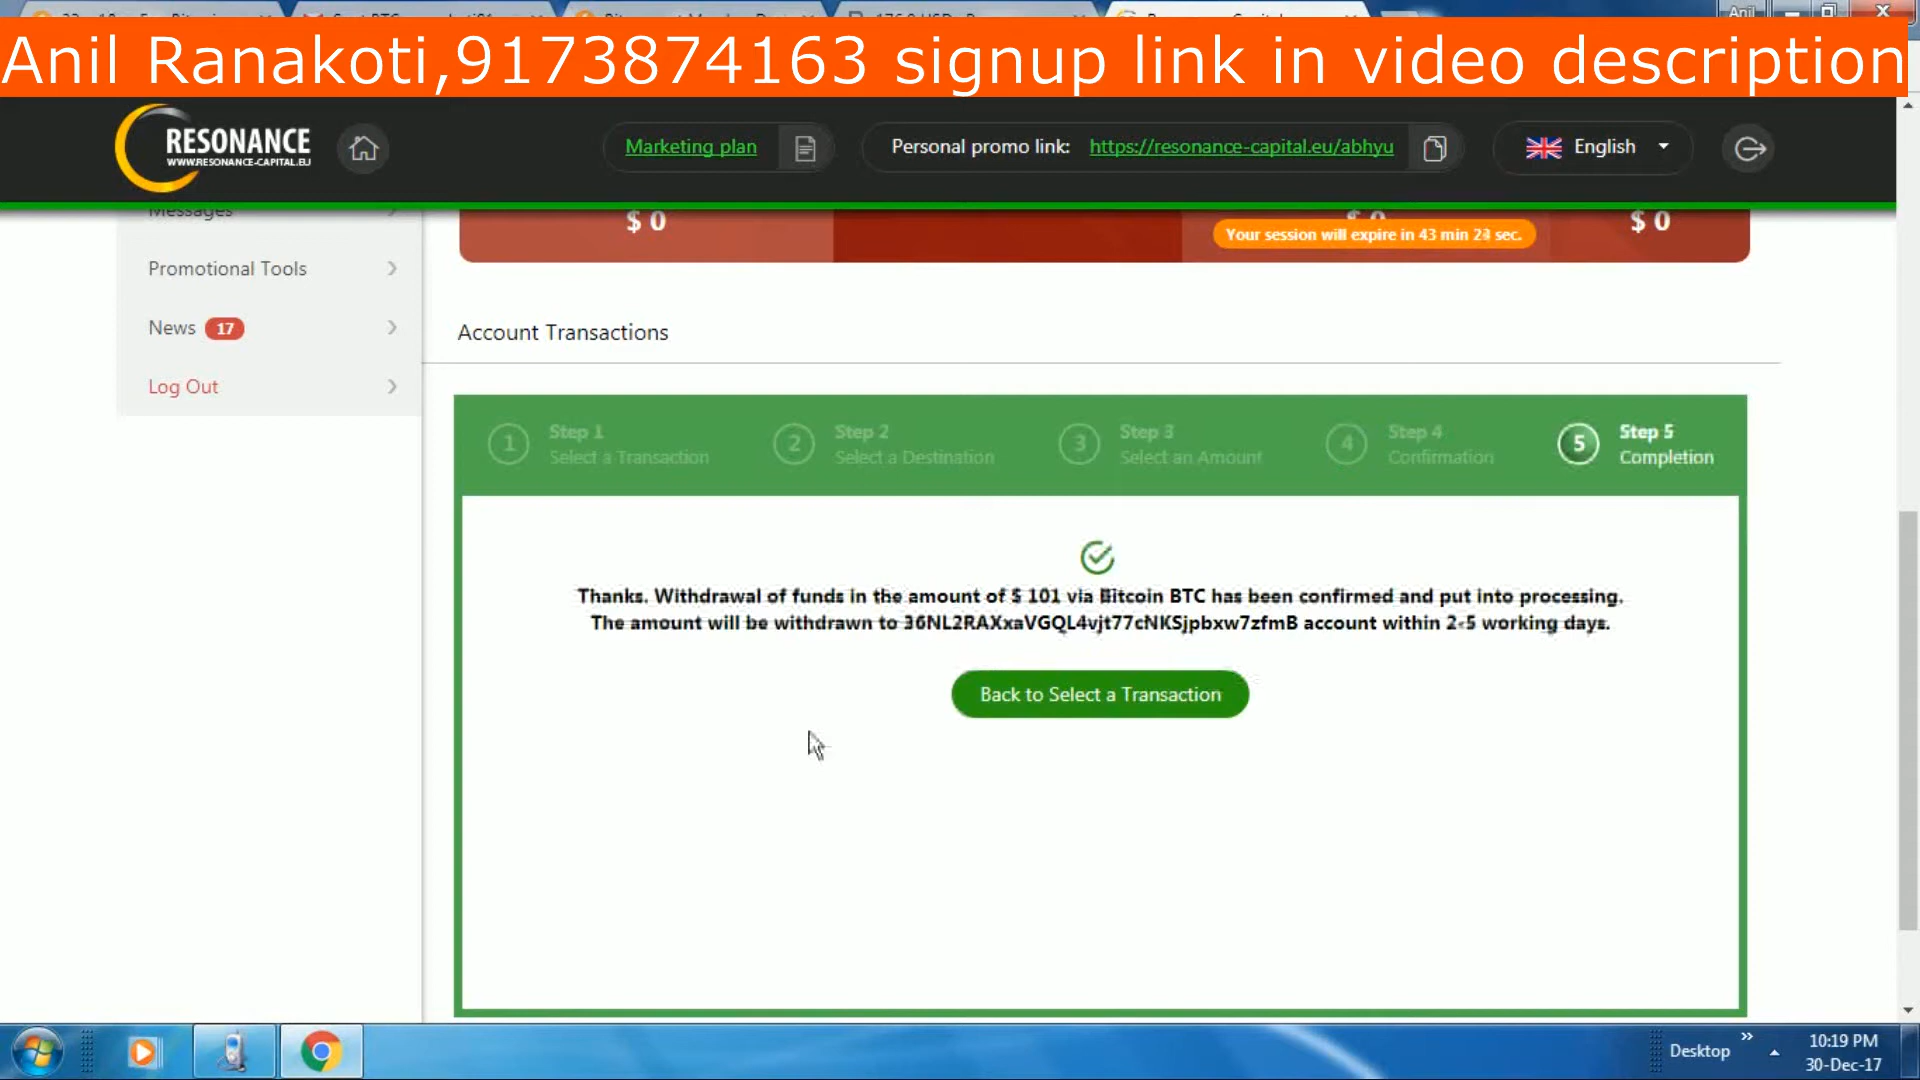 Anil
Anil Ranakoti,9173874163 signup link in video description
RESONANCE
WWW.RESONANCE-CAPITAL.EU
Marketing plan
Personal promo link: https://resonance-capital.eu/abhyu
English
Messages
$ 0
$ 0
$ 0
Your session will expire in 43 min 23 sec.
Promotional Tools
News 17
Log Out
Account Transactions
1 Step 1
Select a Transaction
2 Step 2
Select a Destination
3 Step 3
Select an Amount
4 Step 4
Confirmation
5 Step 5
Completion
Thanks. Withdrawal of funds in the amount of $ 101 via Bitcoin BTC has been confirmed and put into processing.
The amount will be withdrawn to 36NL2RAXxaVGQL4vjt77cNKSjpbxw7zfmB account within 2-5 working days.
Back to Select a Transaction
Desktop
10:19 PM
30-Dec-17